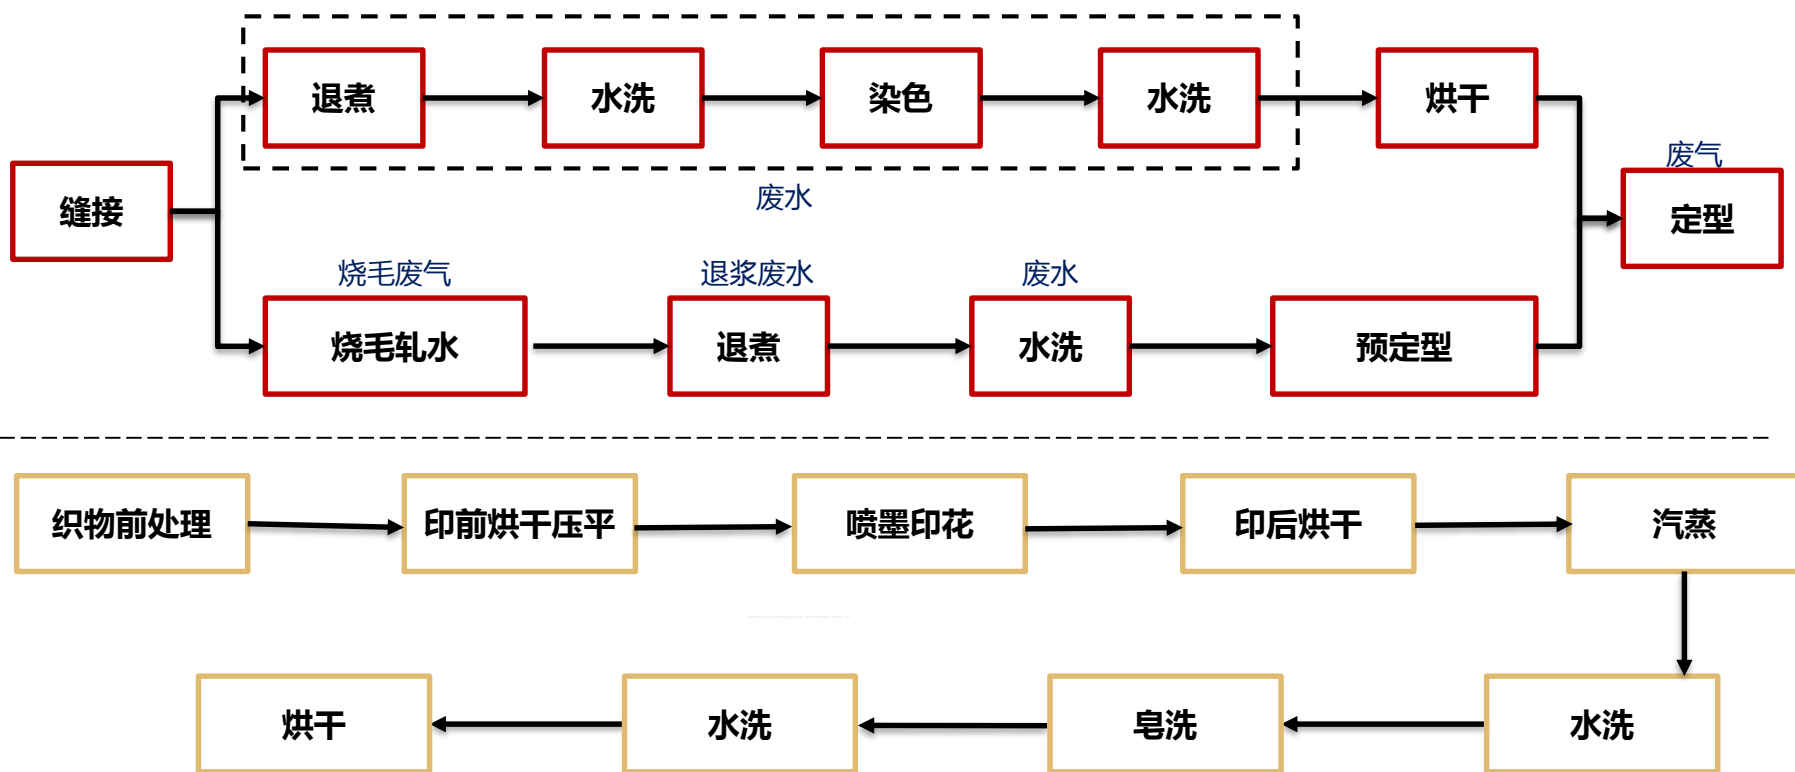 退煮
水洗
染色
水洗
烘干
废气
缝接
废水
定型
烧毛废气
退浆废水
废水
烧毛轧水
退煮
水洗
预定型
织物前处理
印前烘干压平
喷墨印花
印后烘干
汽蒸
烘干
水洗
皂洗
水洗